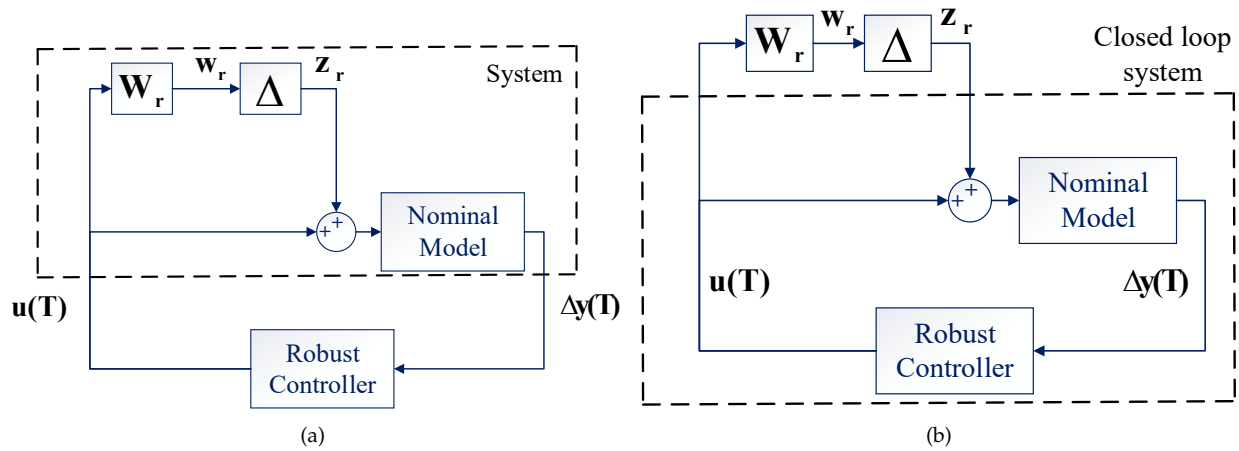 W r
w r
Δ
z r
System
+ +
Nominal
Model
u(T)
Δy(T)
Robust
Controller
(a)
W r
w r
Δ
z r
Closed loop
system
+ +
Nominal
Model
u(T)
Δy(T)
Robust
Controller
(b)